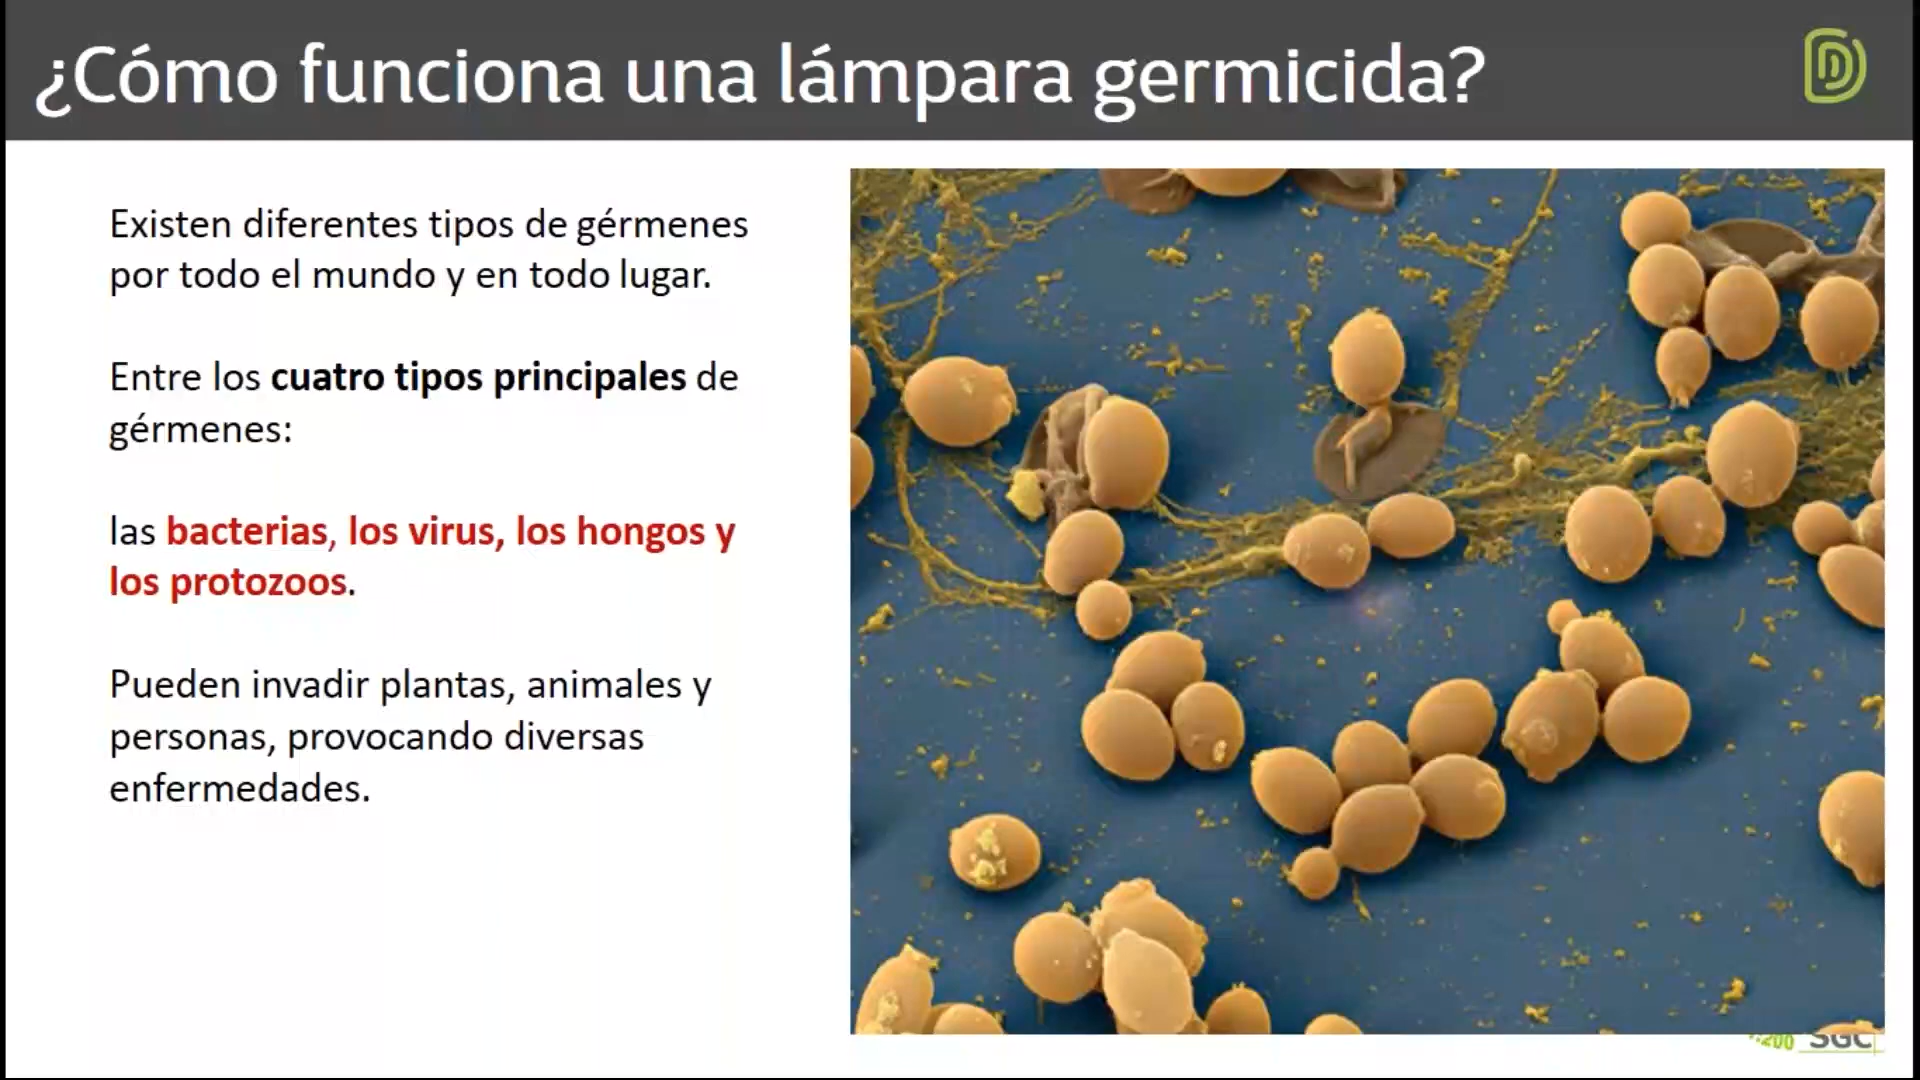 ¿Cómo funciona una lámpara germicida?
Existen diferentes tipos de gérmenes
por todo el mundo y en todo lugar.
Entre los cuatro tipos principales de
gérmenes:
las bacterias, los virus, los hongos y
los protozoos.
Pueden invadir plantas, animales y
personas, provocando diversas
enfermedades.
SGC